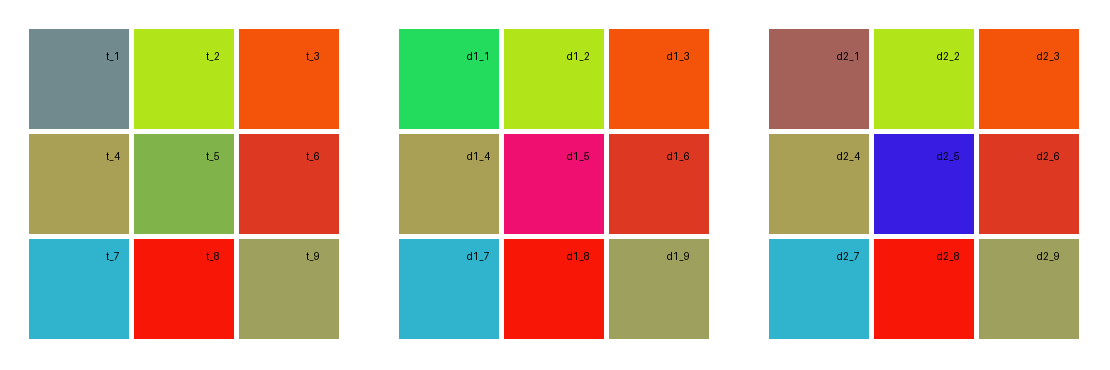 t_1 t_2 t_3 d1_1 d1_2 d1_3 d2_1 d2_2 d2_3
t_4 t_5 t_6 d1_4 d1_5 d1_6 d2_4 d2_5 d2_6
t_7 t_8 t_9 d1_7 d1_8 d1_9 d2_7 d2_8 d2_9